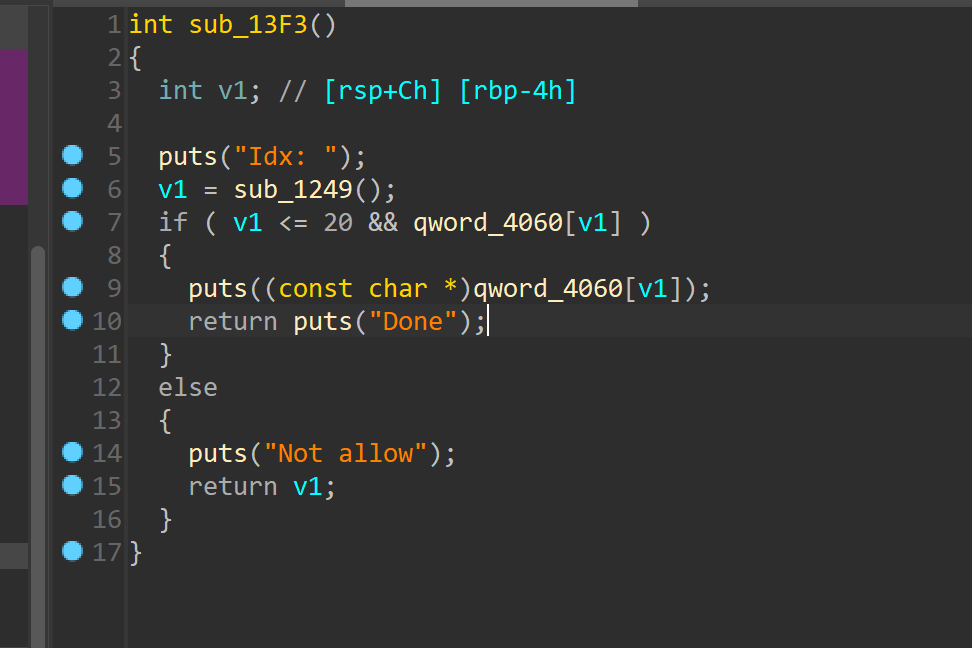 1 int sub_13F3()
2 {
3   int v1; // [rsp+Ch] [rbp-4h]
4
5   puts("Idx: ");
6   v1 = sub_1249();
7   if ( v1 <= 20 && qword_4060[v1] )
8   {
9     puts((const char *)qword_4060[v1]);
10     return puts("Done");
11   }
12   else
13   {
14     puts("Not allow");
15     return v1;
16   }
17 }